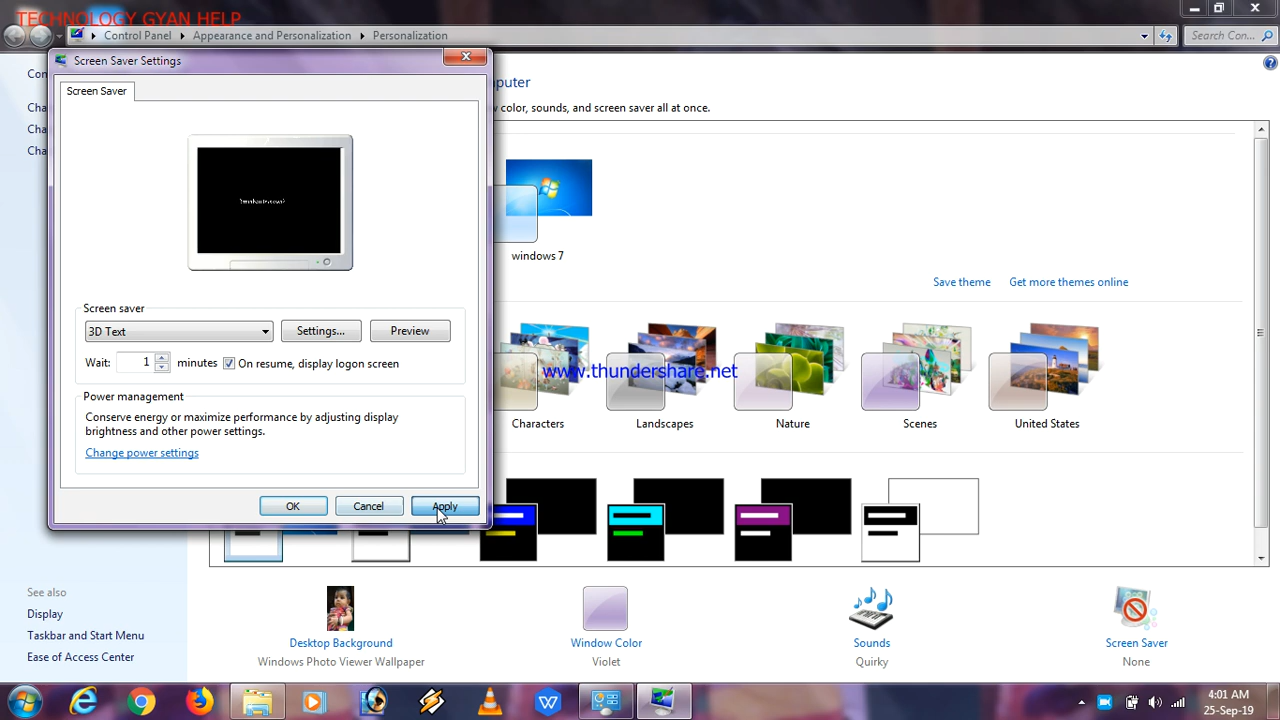 TECHNOLOGY GYAN HELP
Control Panel
Appearance and Personalization
Personalization
Search Con...
Screen Saver Settings
Screen Saver
Screen saver
3D Text
Settings...
Preview
Wait:
1
minutes
On resume, display logon screen
Power management
Conserve energy or maximize performance by adjusting display
brightness and other power settings.
Change power settings
OK
Cancel
Apply
Con
Cha
Cha
Cha
puter
color, sounds, and screen saver all at once.
windows 7
Save theme
Get more themes online
www.thundershare.net
Characters
Landscapes
Nature
Scenes
United States
See also
Display
Taskbar and Start Menu
Ease of Access Center
Desktop Background
Windows Photo Viewer Wallpaper
Window Color
Violet
Sounds
Quirky
Screen Saver
None
4:01 AM
25-Sep-19